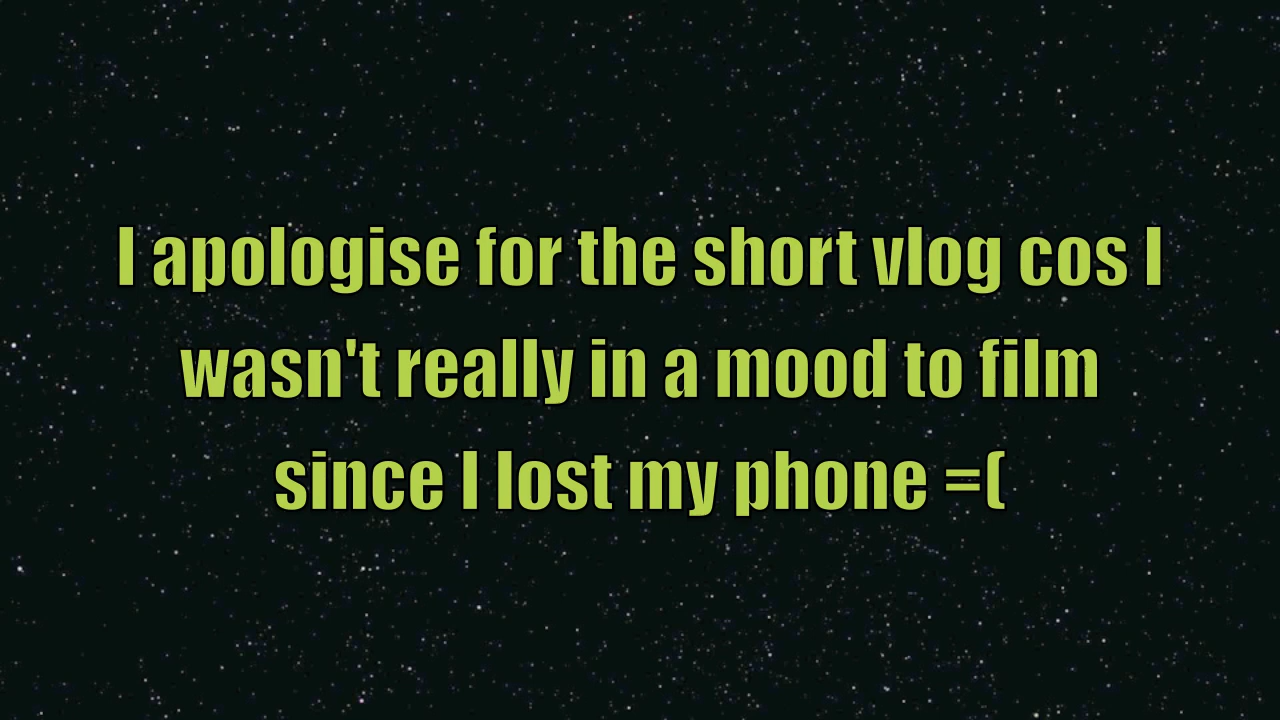 I apologise for the short vlog cos I
wasn't really in a mood to film
since I lost my phone =(